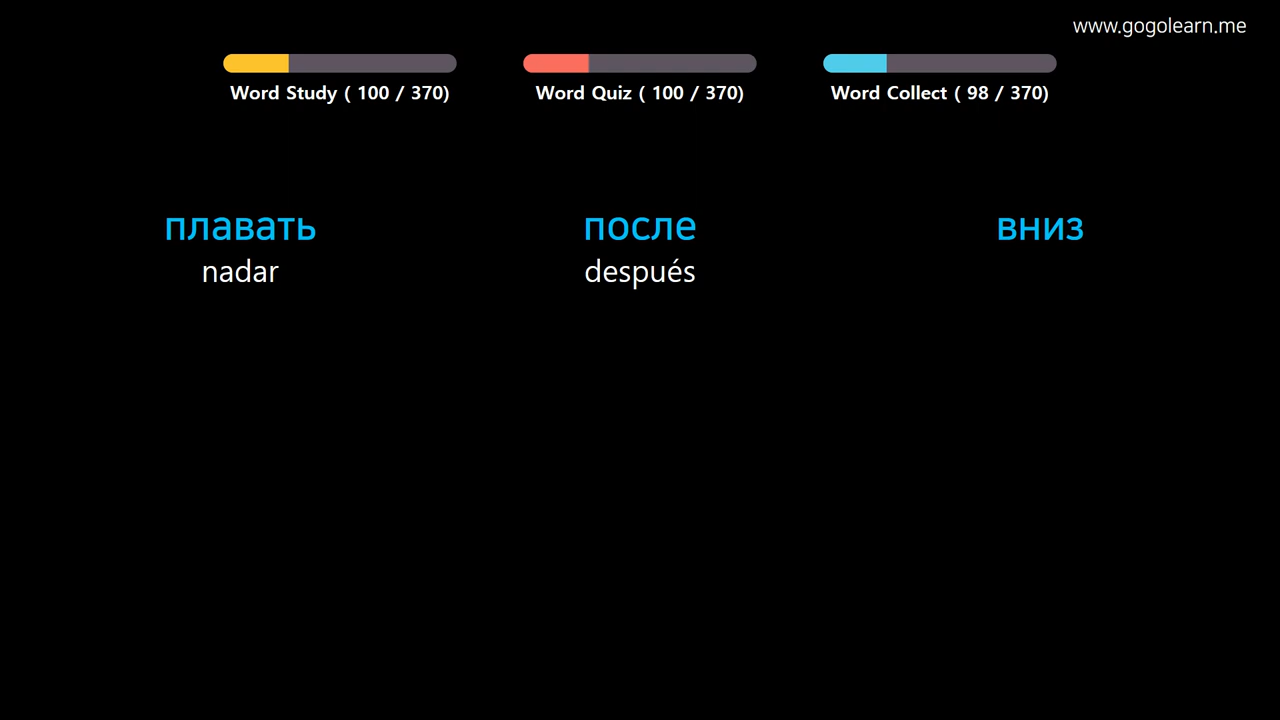 www.gogolearn.me
Word Study ( 100 / 370)
Word Quiz ( 100 / 370)
Word Collect ( 98 / 370)
плавать
nadar
после
después
вниз